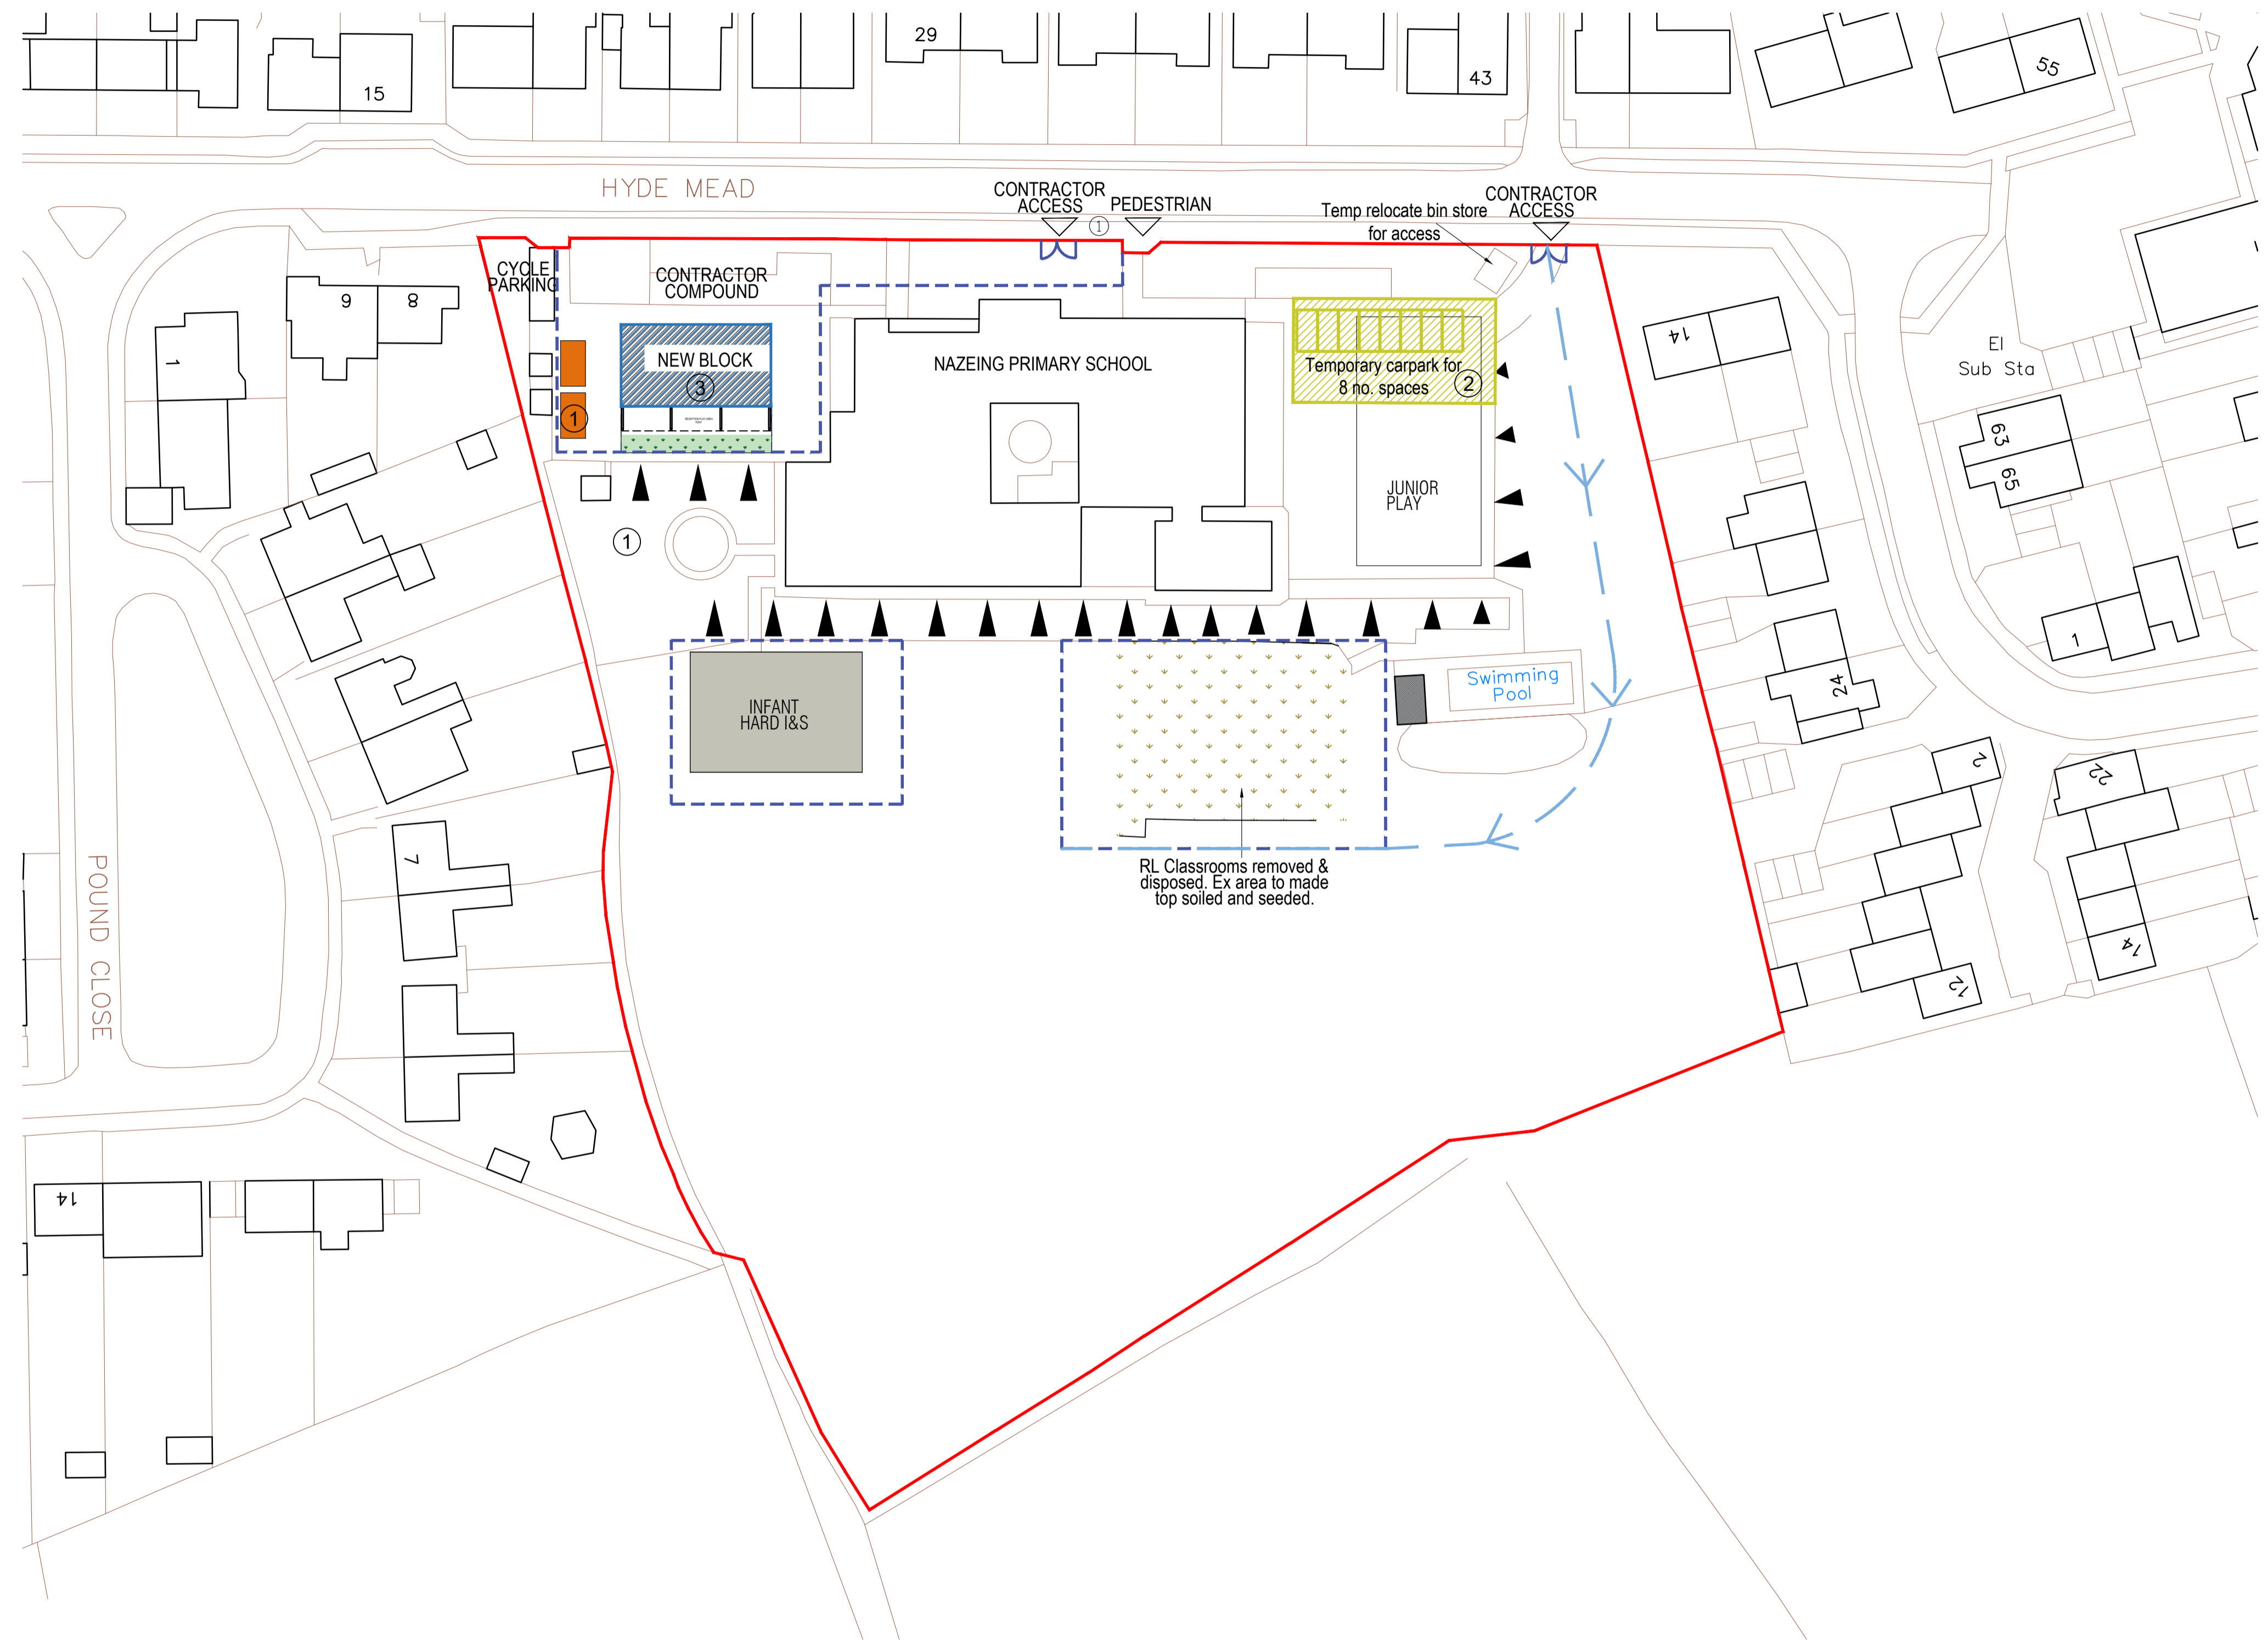 29
15
43
55
HYDE MEAD
CONTRACTOR
ACCESS
PEDESTRIAN
1
CONTRACTOR
ACCESS
Temp relocate bin store
for access
CYCLE
PARKING
CONTRACTOR
COMPOUND
9
8
1
14
El
Sub Sta
NEW BLOCK
3
NAZEING PRIMARY SCHOOL
Temporary carpark for
8 no. spaces
2
1
63
65
JUNIOR
PLAY
1
1
Swimming
Pool
24
INFANT
HARD I&S
2
22
7
RL Classrooms removed &
disposed. Ex area to made
top soiled and seeded.
POUND CLOSE
14
12
14